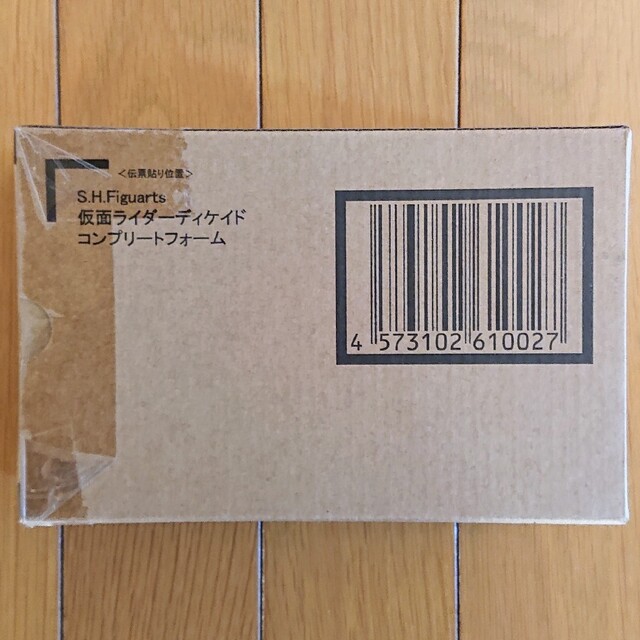 <伝票貼り位置>
S.H.Figuarts
仮面ライダーディケイド
コンプリートフォーム
4 573102 610027